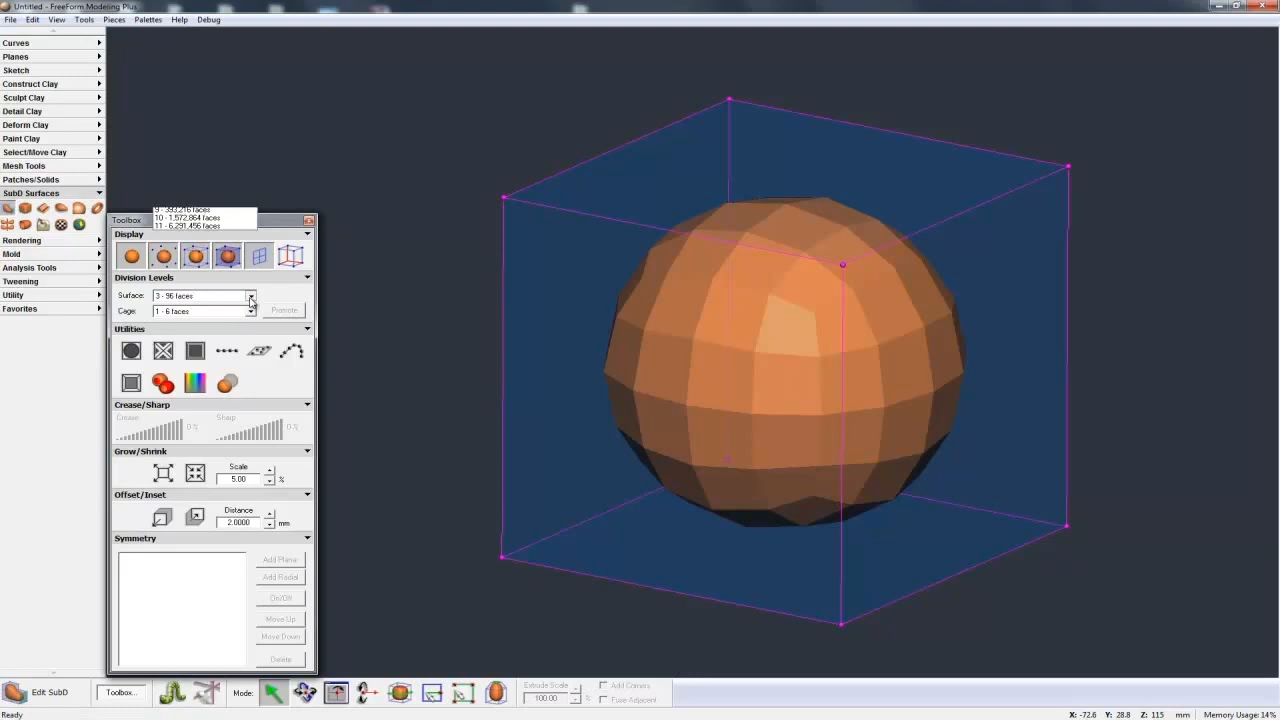 Untitled - FreeForm Modeling Plus
File Edit View Tools Pieces Palettes Help Debug
Curves
Planes
Sketch
Construct Clay
Sculpt Clay
Detail Clay
Deform Clay
Paint Clay
Select/Move Clay
Mesh Tools
Patches/Solids
SubD Surfaces
Rendering
Mold
Analysis Tools
Tweening
Utility
Favorites
9 - 393,216 faces
10 - 1,572,864 faces
11 - 6,291,456 faces
Toolbox
Display
Division Levels
Surface: 3 - 96 faces
Cage: 1 - 6 faces Promote
Utilities
Crease/Sharp
Crease 0 % Sharp 0 %
Grow/Shrink
Scale
5.00 %
Offset/Inset
Distance
2.0000 mm
Symmetry
Add Plane
Add Radial
On/Off
Move Up
Move Down
Delete
Edit SubD Toolbox... Mode: Extrude Scale 100.00 % Add Corners Fuse Adjacent
Ready X: -72.6 Y: 28.8 Z: 115 mm Memory Usage: 14%